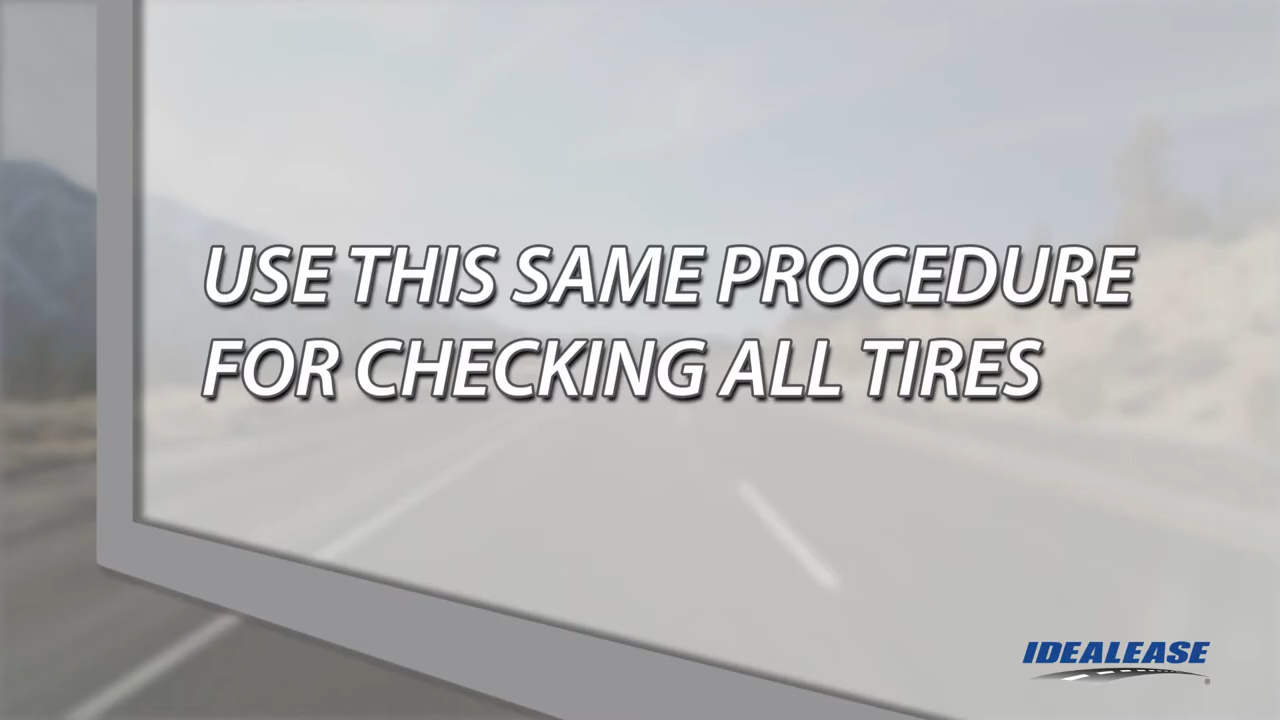 USE THIS SAME PROCEDURE
FOR CHECKING ALL TIRES
IDEALEASE
®